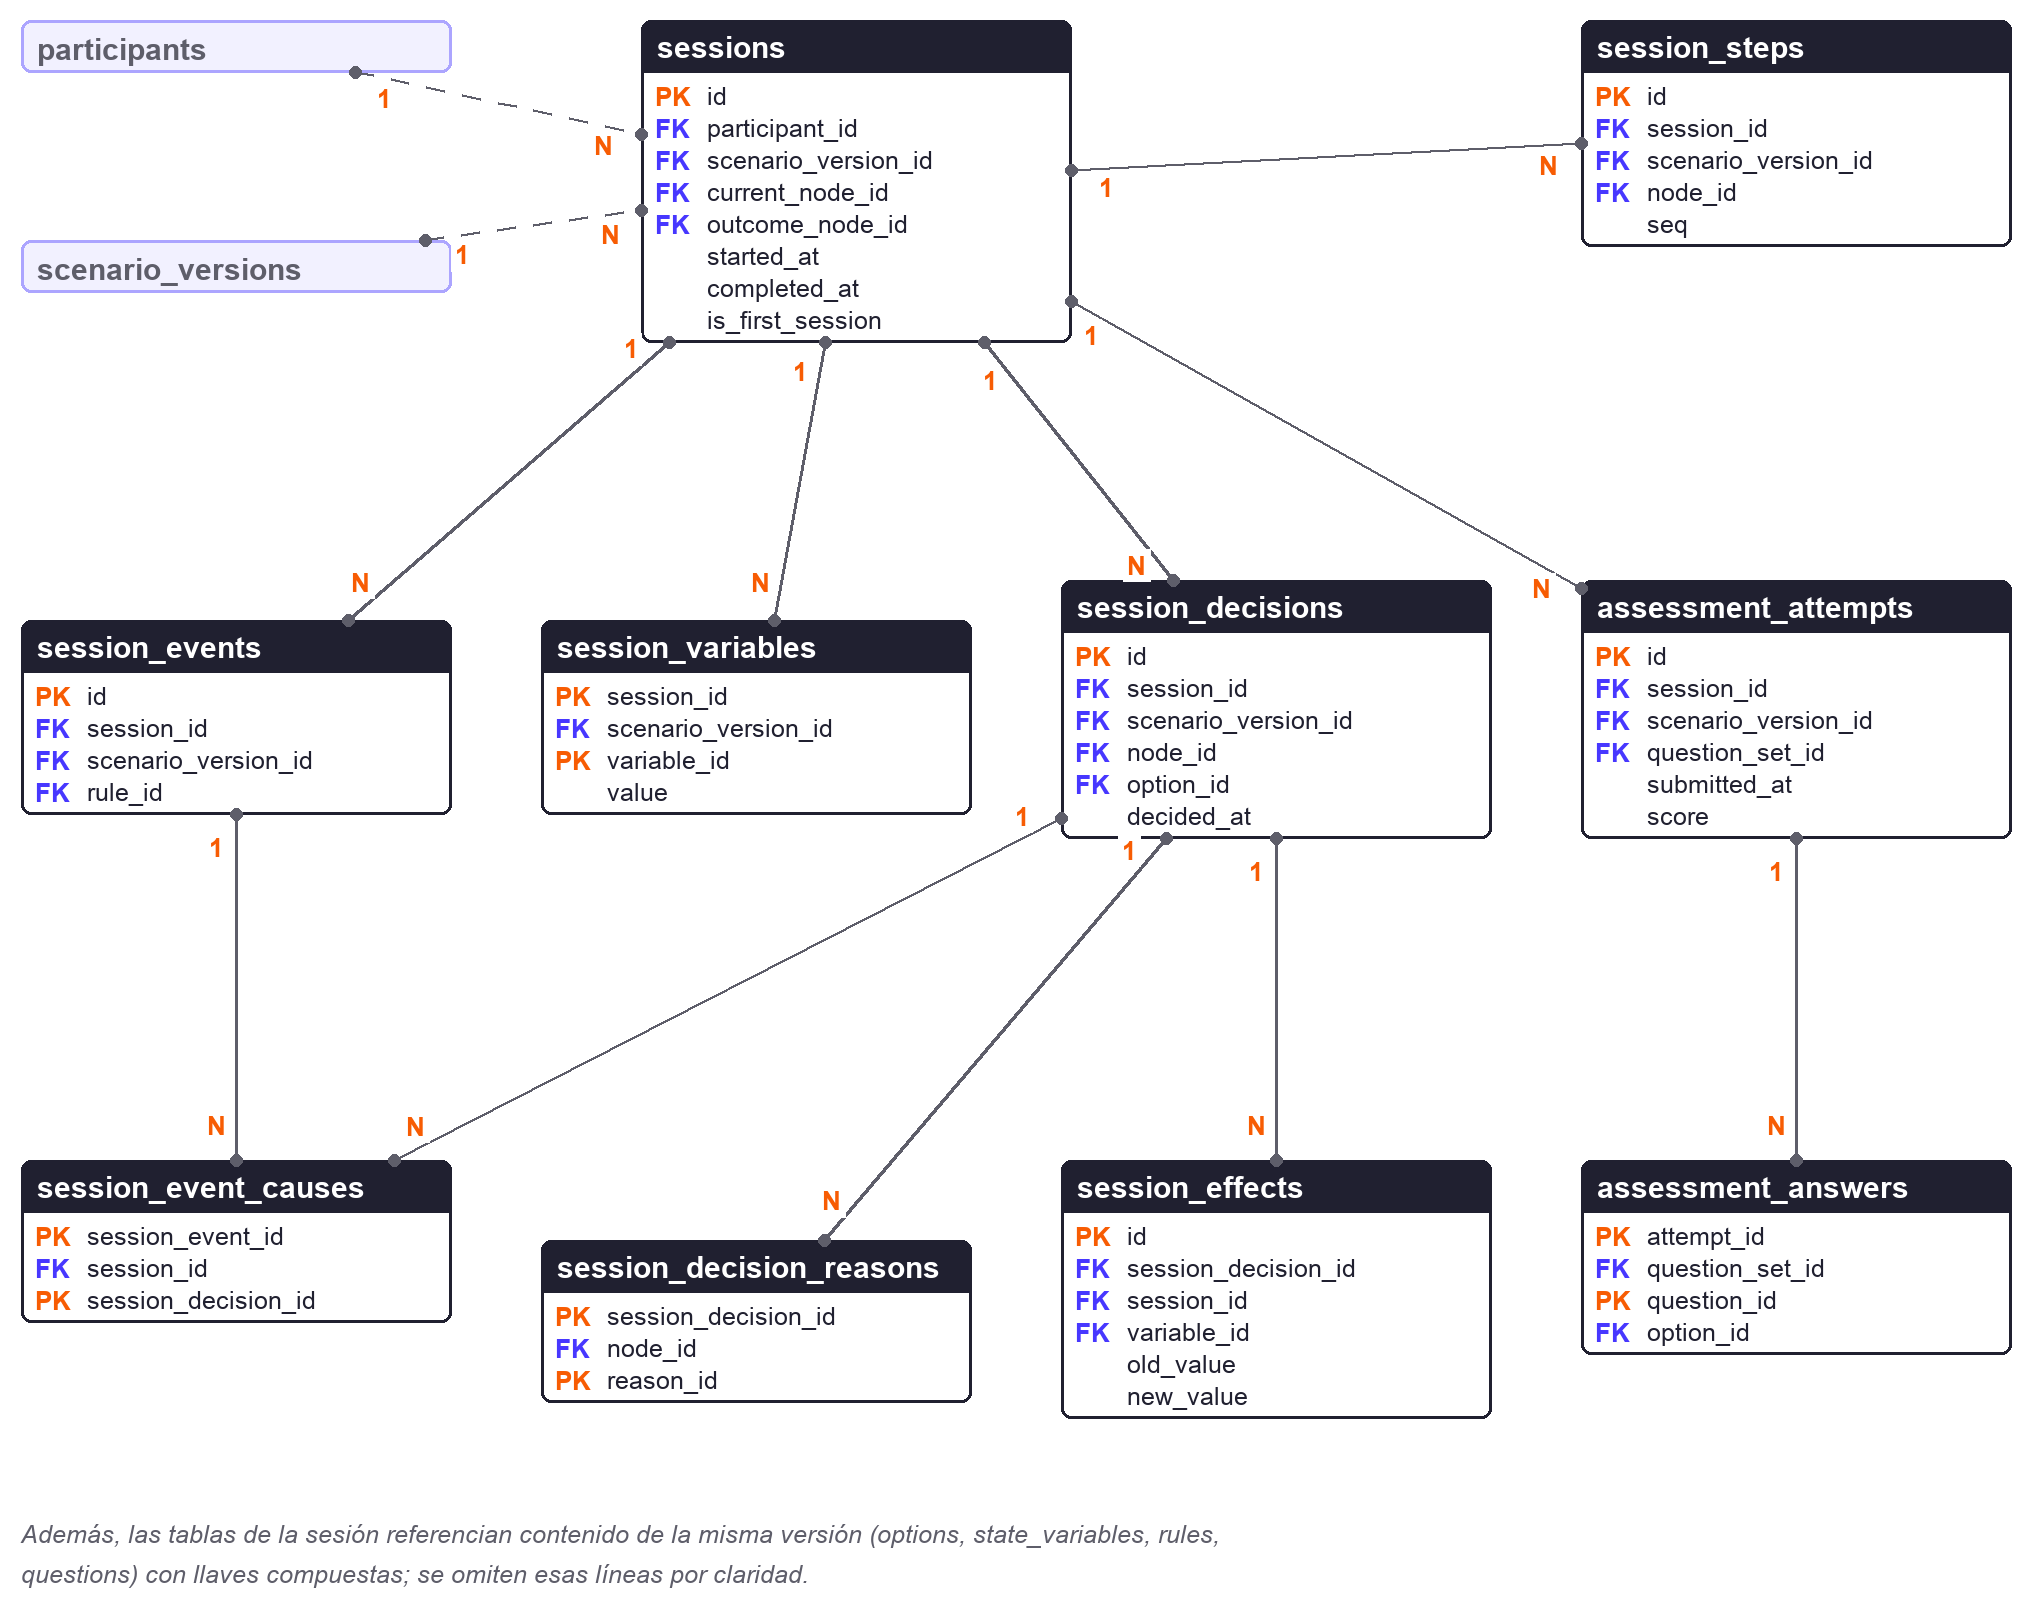 participants
sessions
PK id
FK participant_id
FK scenario_version_id
FK current_node_id
FK outcome_node_id
started_at
completed_at
is_first_session
session_steps
PK id
FK session_id
FK scenario_version_id
FK node_id
seq
scenario_versions
1
N
1
N
1
N
1
1
1
1
N
N
N
N
session_events
PK id
FK session_id
FK scenario_version_id
FK rule_id
session_variables
PK session_id
FK scenario_version_id
PK variable_id
value
session_decisions
PK id
FK session_id
FK scenario_version_id
FK node_id
FK option_id
decided_at
assessment_attempts
PK id
FK session_id
FK scenario_version_id
FK question_set_id
submitted_at
score
1
1
1
1
1
N
N
N
N
N
session_event_causes
PK session_event_id
FK session_id
PK session_decision_id
session_decision_reasons
PK session_decision_id
FK node_id
PK reason_id
session_effects
PK id
FK session_decision_id
FK session_id
FK variable_id
old_value
new_value
assessment_answers
PK attempt_id
FK question_set_id
PK question_id
FK option_id
Además, las tablas de la sesión referencian contenido de la misma versión (options, state_variables, rules,
questions) con llaves compuestas; se omiten esas líneas por claridad.